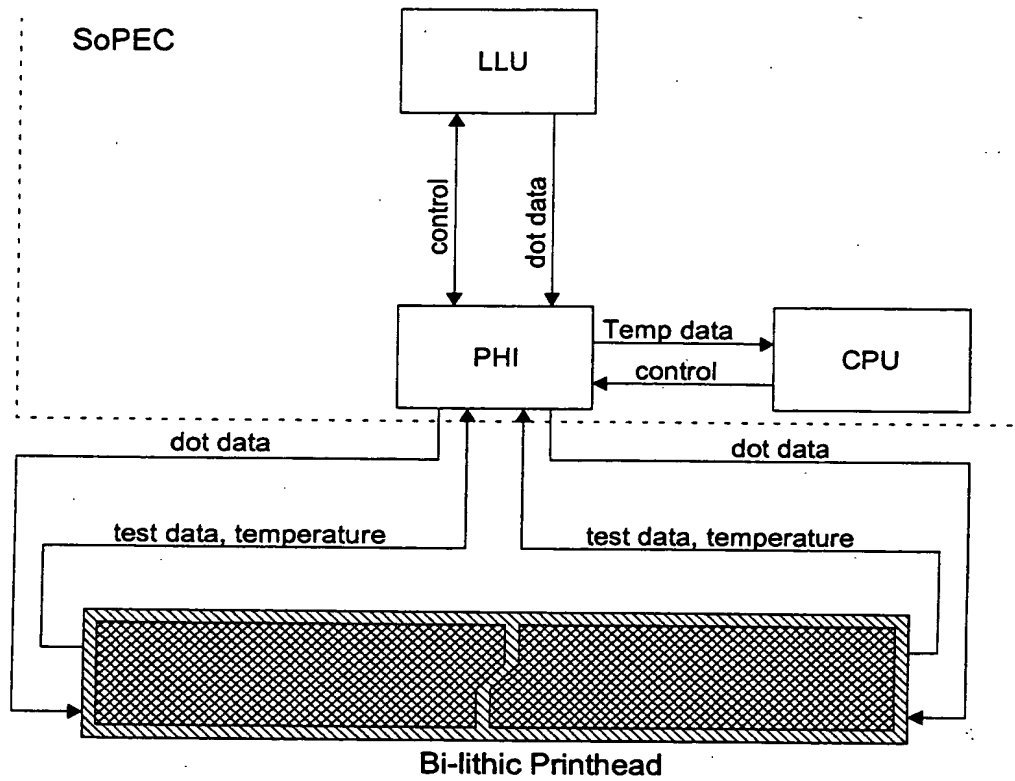 SoPEC
LLU
control
dot data
PHI
Temp data
control
CPU
dot data
dot data
test data, temperature
test data, temperature
Bi-lithic Printhead